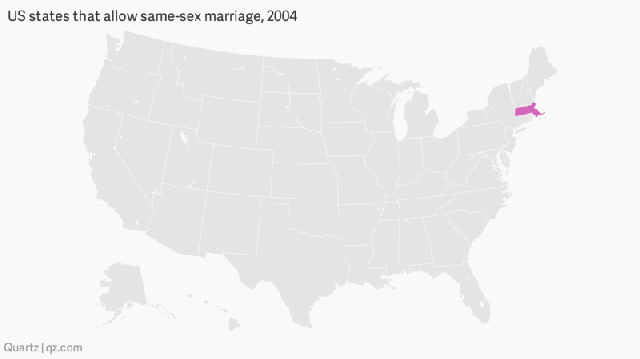 US states that allow same-sex marriage, 2004
Quartz | qz.com